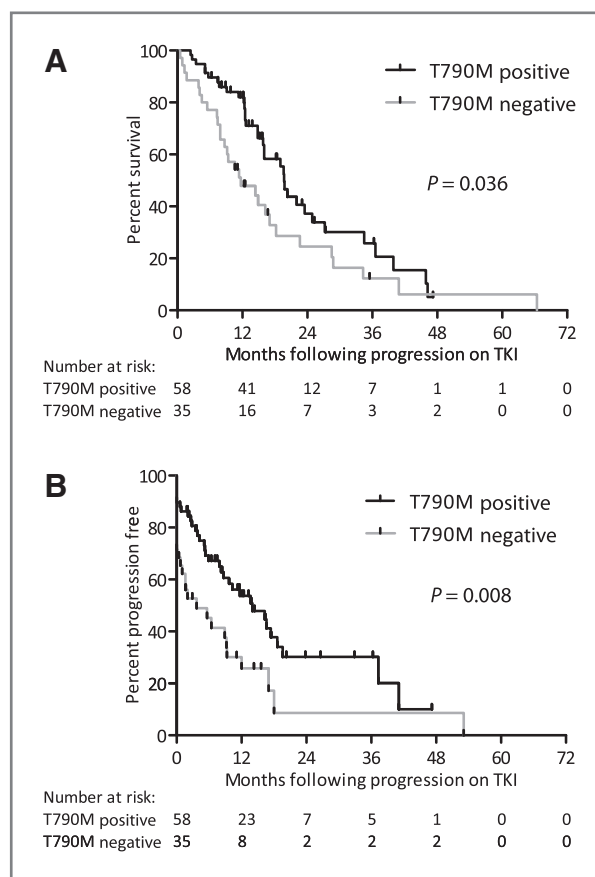 A
100
80
60
40
20
0
Percent survival
T790M positive
T790M negative
P = 0.036
0 12 24 36 48 60 72
Months following progression on TKI
Number at risk:
T790M positive 58 41 12 7 1 1 0
T790M negative 35 16 7 3 2 0 0
B
100
80
60
40
20
0
Percent progression free
T790M positive
T790M negative
P = 0.008
0 12 24 36 48 60 72
Months following progression on TKI
Number at risk:
T790M positive 58 23 7 5 1 0 0
T790M negative 35 8 2 2 2 0 0